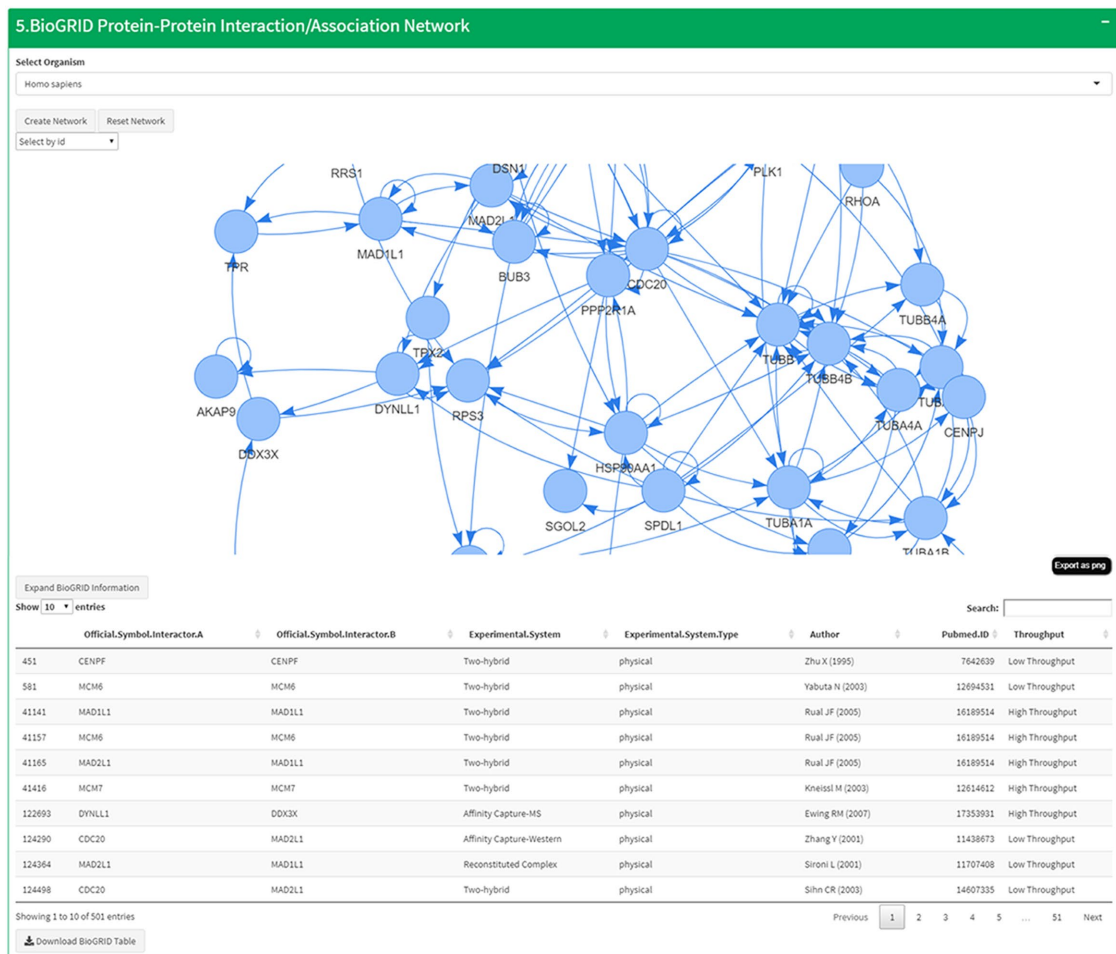 5.BioGRID Protein-Protein Interaction/Association Network
Select Organism
Homo sapiens
Create Network Reset Network
Select by id
RRS1 DSN1 PLK1
RHOA
MAD2L1
MAD1L1
TPR
BUB3
CDC20
PPP2R1A
TUBB4A
TPX2
TUBB
TUBB4B
AKAP9
DYNLL1
RPS3
TUB
TUBA4A
CENPJ
DDX3X
HSP90AA1
SGOL2 SPDL1 TUBA1A
TUBA1B
Export as png
Expand BioGRID Information
Show 10 entries Search:
Official.Symbol.Interactor.A Official.Symbol.Interactor.B Experimental.System Experimental.System.Type Author Pubmed.ID Throughput
451 CENPF CENPF Two-hybrid physical Zhu X (1995) 7642639 Low Throughput
581 MCM6 MCM6 Two-hybrid physical Yabuta N (2003) 12694531 Low Throughput
41141 MAD1L1 MAD1L1 Two-hybrid physical Rual JF (2005) 16189514 High Throughput
41157 MCM6 MCM6 Two-hybrid physical Rual JF (2005) 16189514 High Throughput
41165 MAD2L1 MAD1L1 Two-hybrid physical Rual JF (2005) 16189514 High Throughput
41416 MCM7 MCM7 Two-hybrid physical Kneissl M (2003) 12614612 High Throughput
122693 DYNLL1 DDX3X Affinity Capture-MS physical Ewing RM (2007) 17353931 High Throughput
124290 CDC20 MAD2L1 Affinity Capture-Western physical Zhang Y (2001) 11438673 Low Throughput
124364 MAD2L1 MAD1L1 Reconstituted Complex physical Sironi L (2001) 11707408 Low Throughput
124498 CDC20 MAD2L1 Two-hybrid physical Sihn CR (2003) 14607335 Low Throughput
Showing 1 to 10 of 501 entries Previous 1 2 3 4 5 ... 51 Next
Download BioGRID Table